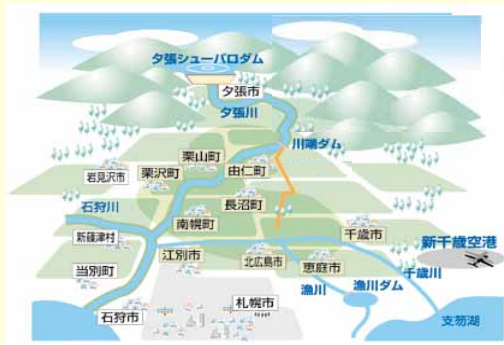 夕張シューパロダム
夕張市
夕張川
川端ダム
栗山町
栗沢町
由仁町
岩見沢市
長沼町
石狩川
南幌町
千歳市
新篠津村
新千歳空港
江別市
北広島市
恵庭市
千歳川
当別町
漁川
漁川ダム
石狩市
札幌市
支笏湖